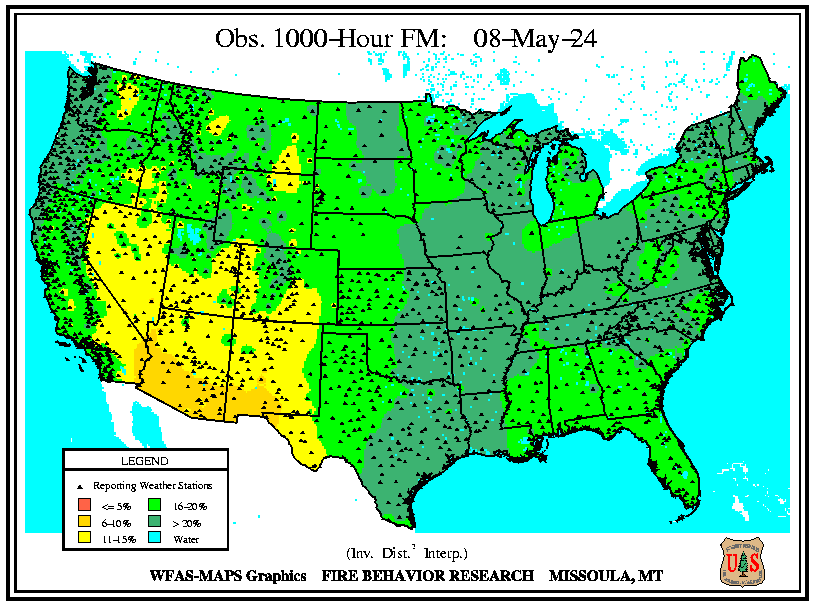 Obs. 1000-Hour FM: 08-May-24
LEGEND
Reporting Weather Stations
<= 5% 16-20%
6-10% > 20%
11-15% Water
(Inv. Dist.² Interp.)
WFAS-MAPS Graphics FIRE BEHAVIOR RESEARCH MISSOULA, MT
U S